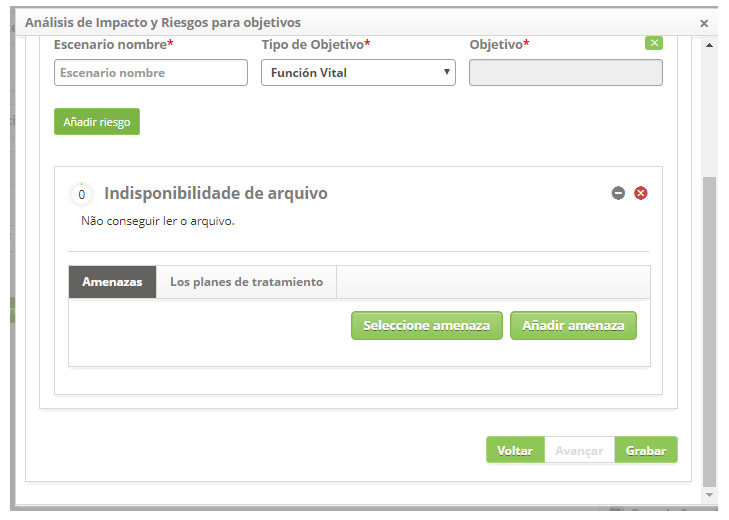 Análisis de Impacto y Riesgos para objetivos
Escenario nombre* Tipo de Objetivo* Objetivo*
Escenario nombre Función Vital
Añadir riesgo
0 Indisponibilidade de arquivo
Não conseguir ler o arquivo.
Amenazas Los planes de tratamiento
Seleccione amenaza Añadir amenaza
Voltar Avançar Grabar